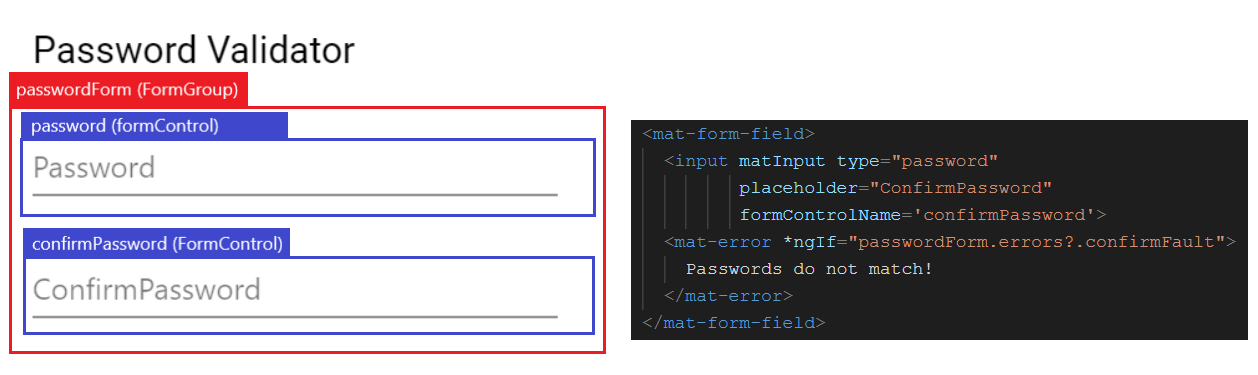 Password Validator
passwordForm (FormGroup)
password (formControl)
Password
confirmPassword (FormControl)
ConfirmPassword
<mat-form-field>
<input matInput type="password"
placeholder="ConfirmPassword"
formControlName='confirmPassword'>
<mat-error *ngIf="passwordForm.errors?.confirmFault">
Passwords do not match!
</mat-error>
</mat-form-field>